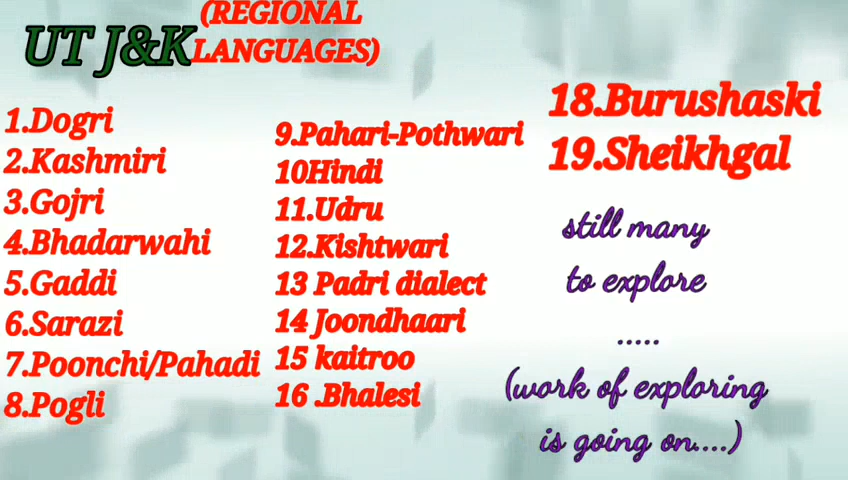 UT J&K
(REGIONAL
LANGUAGES)
1.Dogri
2.Kashmiri
3.Gojri
4.Bhadarwahi
5.Gaddi
6.Sarazi
7.Poonchi/Pahadi
8.Pogli
9.Pahari-Pothwari
10Hindi
11.Udru
12.Kishtwari
13 Padri dialect
14 Joondhaari
15 kaitroo
16 .Bhalesi
18.Burushaski
19.Sheikhgal
still many
to explore
.....
(work of exploring
is going on....)